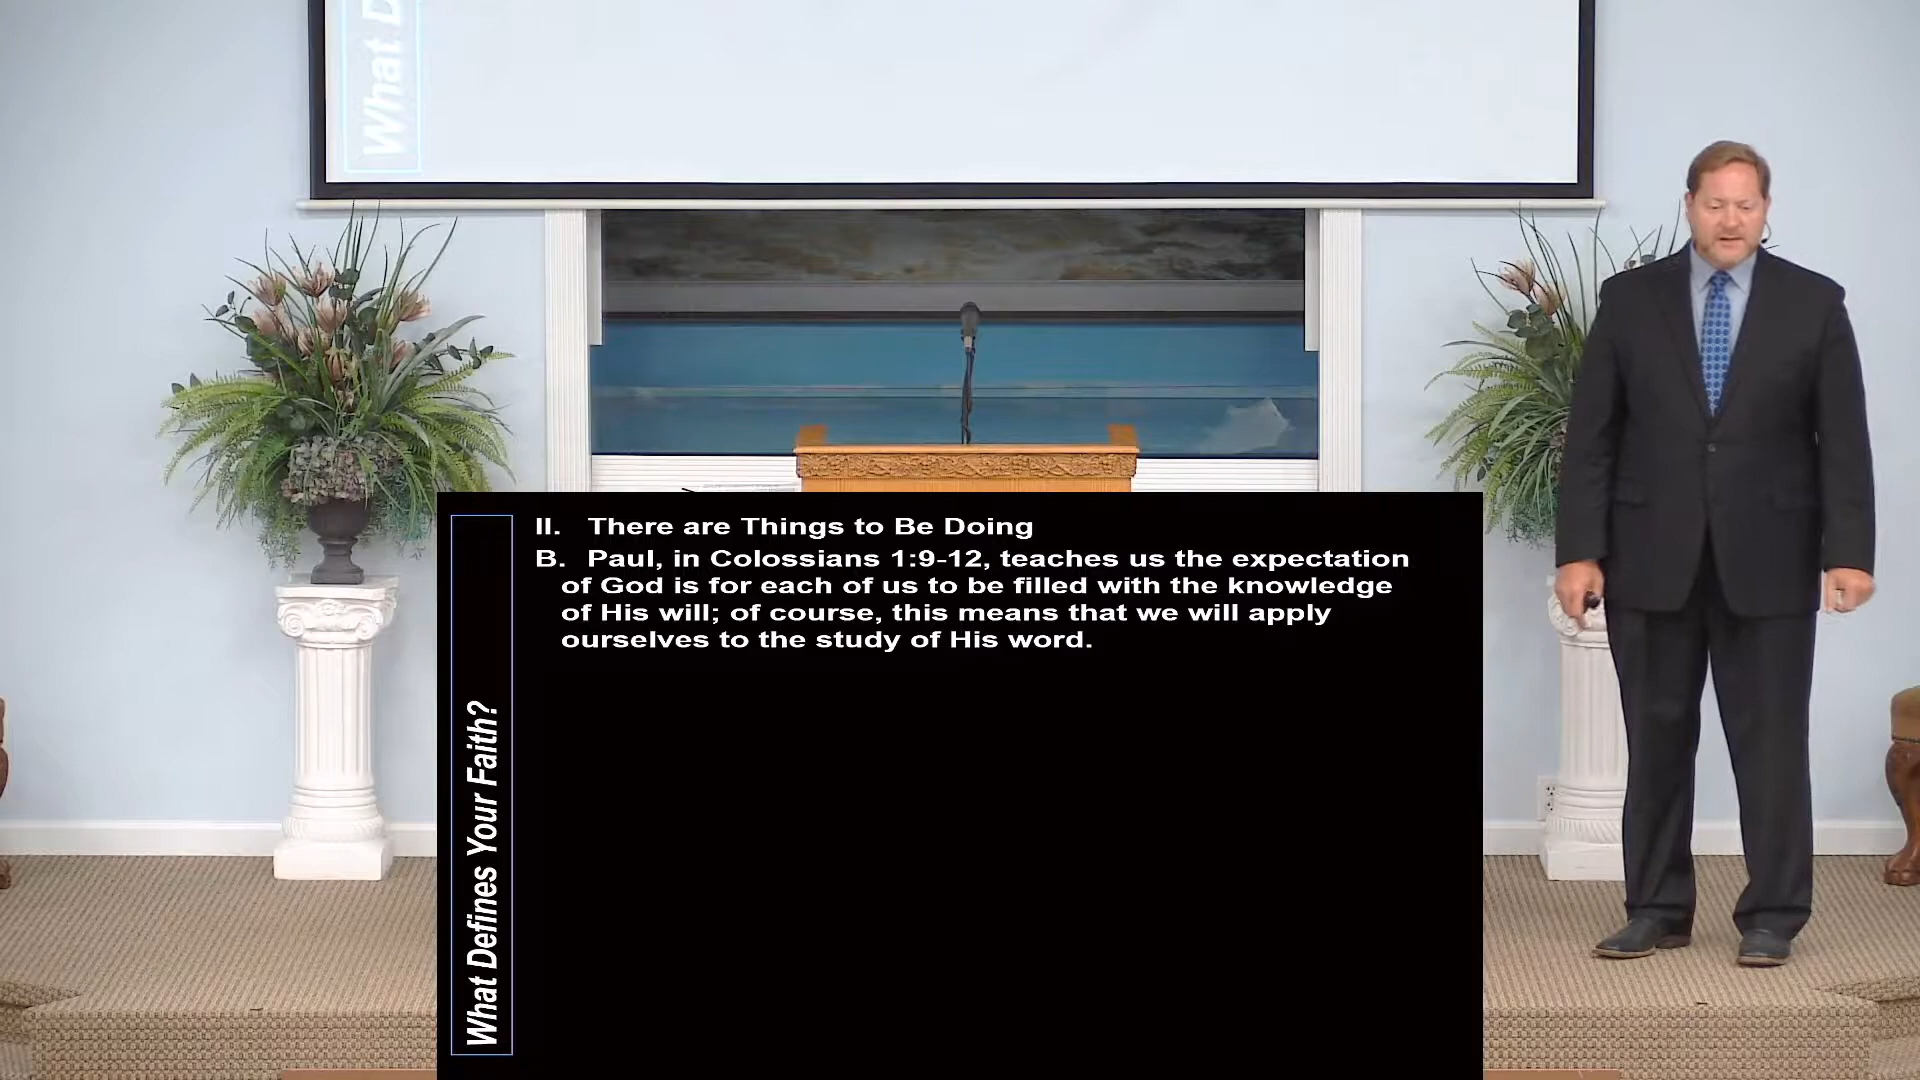 What D
II. There are Things to Be Doing
B. Paul, in Colossians 1:9-12, teaches us the expectation
of God is for each of us to be filled with the knowledge
of His will; of course, this means that we will apply
ourselves to the study of His word.
What Defines Your Faith?